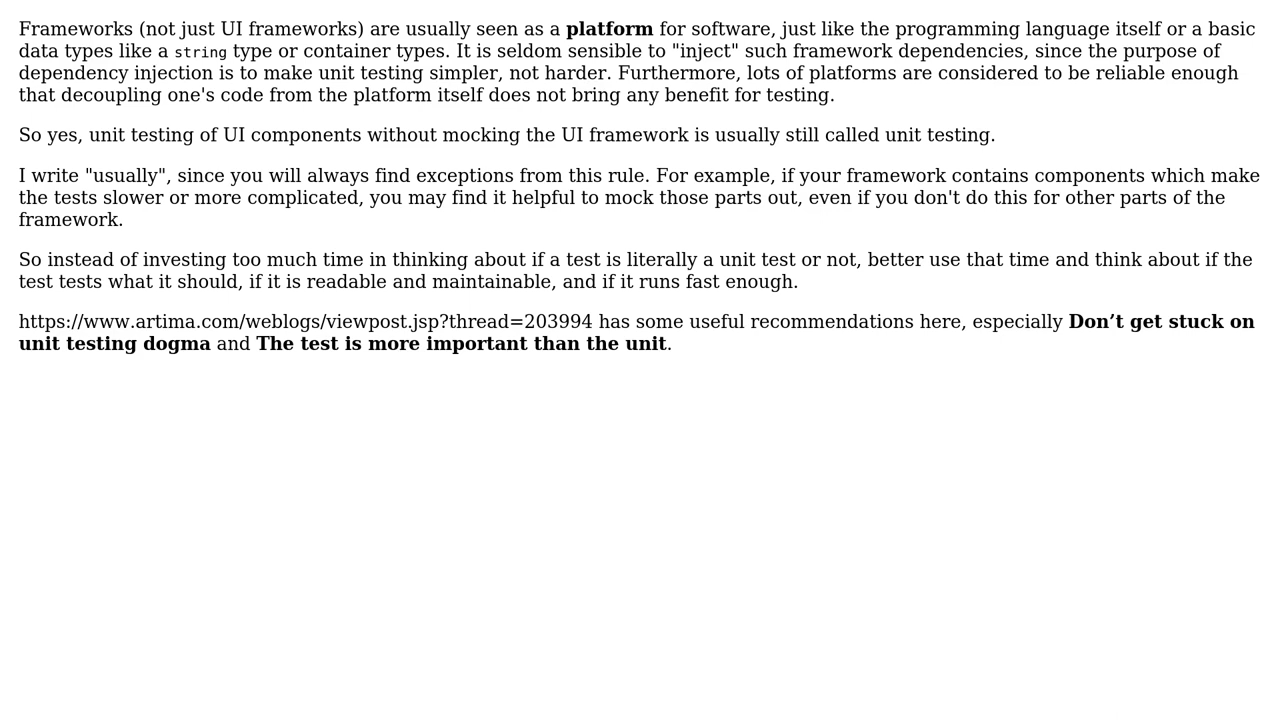 Frameworks (not just UI frameworks) are usually seen as a platform for software, just like the programming language itself or a basic
data types like a string type or container types. It is seldom sensible to "inject" such framework dependencies, since the purpose of
dependency injection is to make unit testing simpler, not harder. Furthermore, lots of platforms are considered to be reliable enough
that decoupling one's code from the platform itself does not bring any benefit for testing.
So yes, unit testing of UI components without mocking the UI framework is usually still called unit testing.
I write "usually", since you will always find exceptions from this rule. For example, if your framework contains components which make
the tests slower or more complicated, you may find it helpful to mock those parts out, even if you don't do this for other parts of the
framework.
So instead of investing too much time in thinking about if a test is literally a unit test or not, better use that time and think about if the
test tests what it should, if it is readable and maintainable, and if it runs fast enough.
https://www.artima.com/weblogs/viewpost.jsp?thread=203994 has some useful recommendations here, especially Don’t get stuck on
unit testing dogma and The test is more important than the unit.